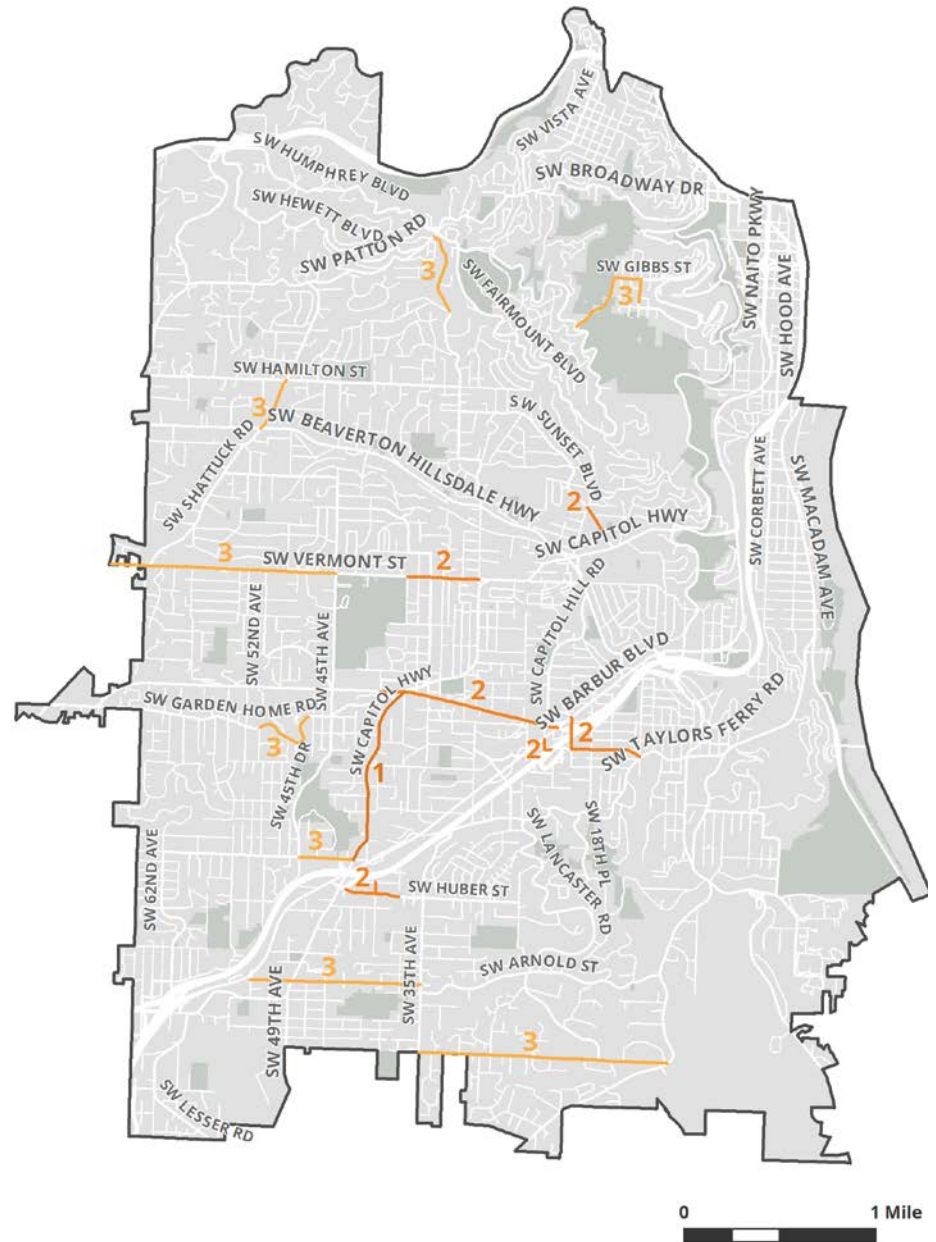 SW VISTA AVE
SW HUMPHREY BLVD
SW BROADWAY DR
SW HEWETT BLVD
SW PATTON RD
SW NAITO PKWY
SW HOOD AVE
3
SW FAIRMOUNT BLVD
SW GIBBS ST
3
SW HAMILTON ST
3
SW BEAVERTON HILLSDALE HWY
SW SUNSET BLVD
SW SHATTUCK RD
SW CORBETT AVE
SW MACADAM AVE
2
SW CAPITOL HWY
3
SW VERMONT ST
2
SW CAPITOL HILL RD
SW 52ND AVE
SW 45TH AVE
SW BARBUR BLVD
SW GARDEN HOME RD
SW CAPITOL HWY
2
3
2
2
SW TAYLORS FERRY RD
SW 45TH DR
1
SW 62ND AVE
3
SW LANCASTER RD
SW 18TH PL
2
SW HUBER ST
3
SW 49TH AVE
SW 35TH AVE
SW ARNOLD ST
3
SW LESSER RD
0
1 Mile